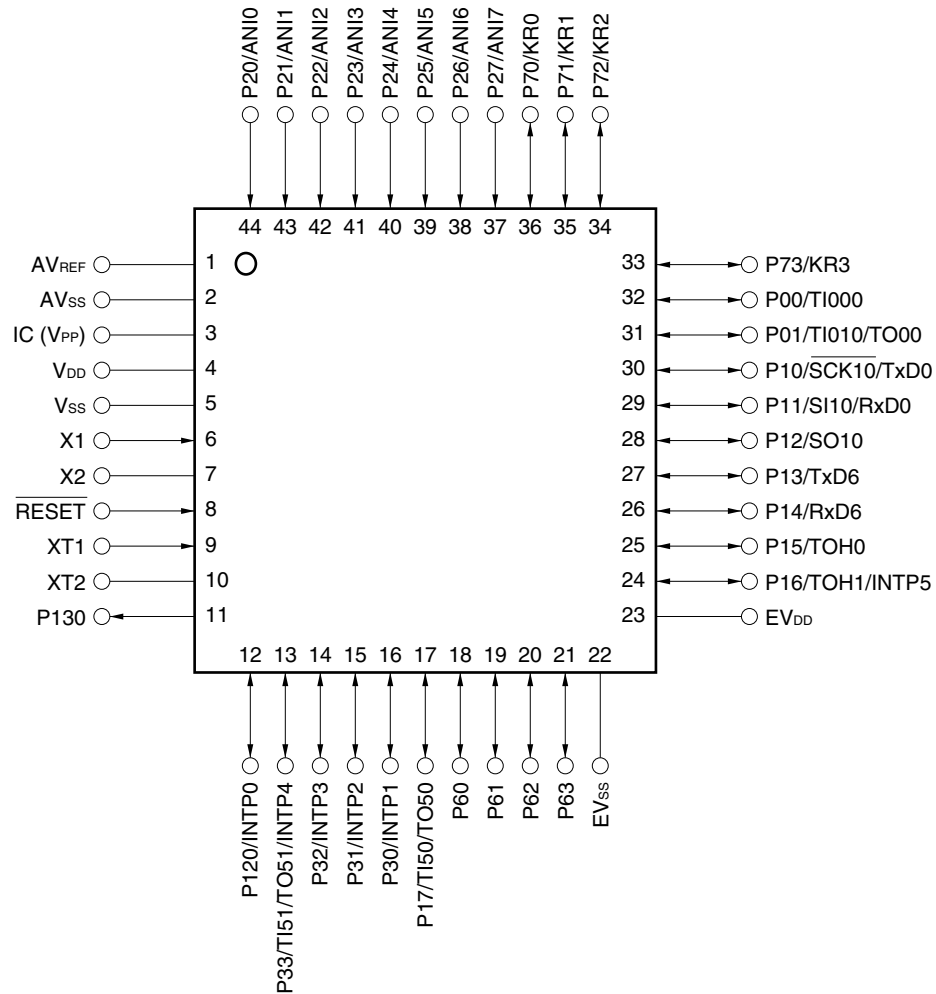 P20/ANI0
P21/ANI1
P22/ANI2
P23/ANI3
P24/ANI4
P25/ANI5
P26/ANI6
P27/ANI7
P70/KR0
P71/KR1
P72/KR2
44 43 42 41 40 39 38 37 36 35 34
AVREF 1 33 P73/KR3
AVSS 2 32 P00/TI000
IC (VPP) 3 31 P01/TI010/TO00
VDD 4 30 P10/S̅C̅K̅1̅0̅/TxD0
VSS 5 29 P11/SI10/RxD0
X1 6 28 P12/SO10
X2 7 27 P13/TxD6
R̅E̅S̅E̅T̅ 8 26 P14/RxD6
XT1 9 25 P15/TOH0
XT2 10 24 P16/TOH1/INTP5
P130 11 23 EVDD
12 13 14 15 16 17 18 19 20 21 22
P120/INTP0
P33/TI51/TO51/INTP4
P32/INTP3
P31/INTP2
P30/INTP1
P17/TI50/TO50
P60
P61
P62
P63
EVSS